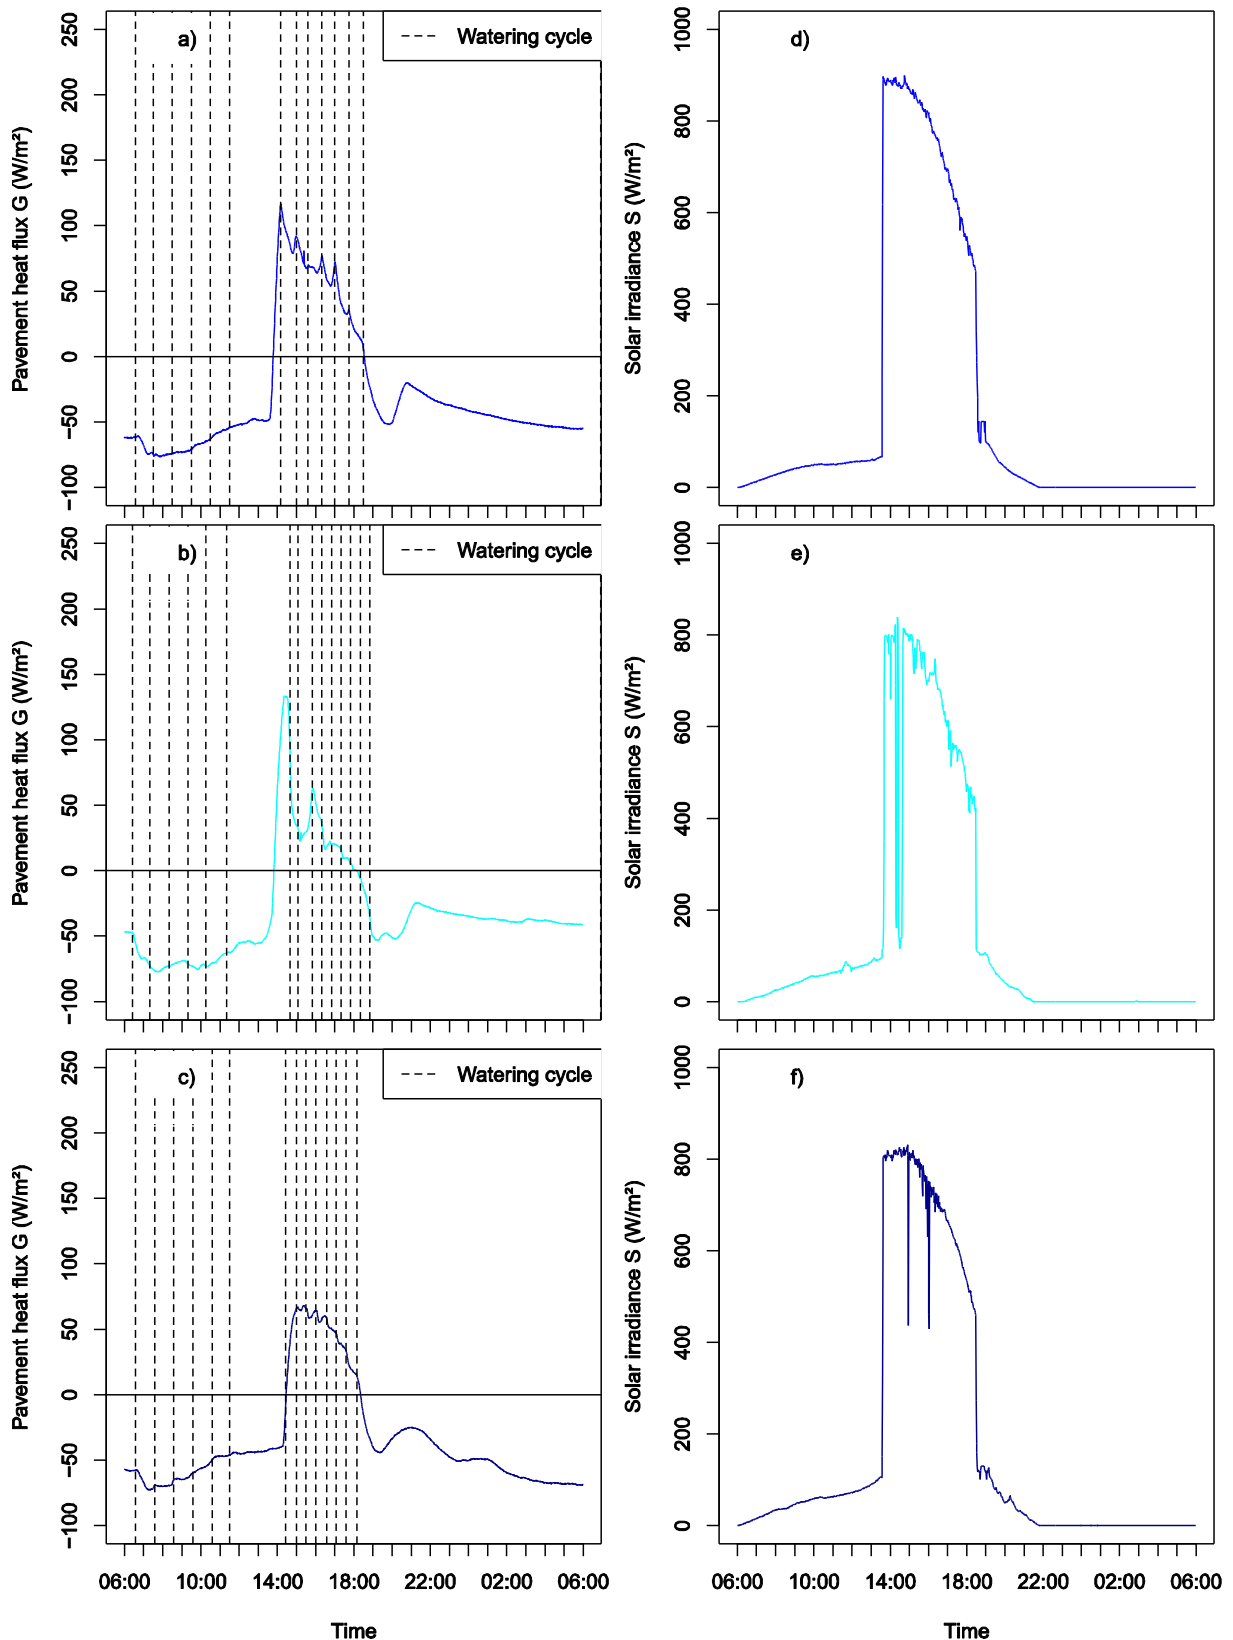 a)
Watering cycle
Pavement heat flux G (W/m²)
250
200
150
100
50
0
−50
−100
d)
Solar irradiance S (W/m²)
1000
800
600
400
200
0
b)
Watering cycle
Pavement heat flux G (W/m²)
250
200
150
100
50
0
−50
−100
e)
Solar irradiance S (W/m²)
1000
800
600
400
200
0
c)
Watering cycle
Pavement heat flux G (W/m²)
250
200
150
100
50
0
−50
−100
06:00 10:00 14:00 18:00 22:00 02:00 06:00
Time
f)
Solar irradiance S (W/m²)
1000
800
600
400
200
0
06:00 10:00 14:00 18:00 22:00 02:00 06:00
Time